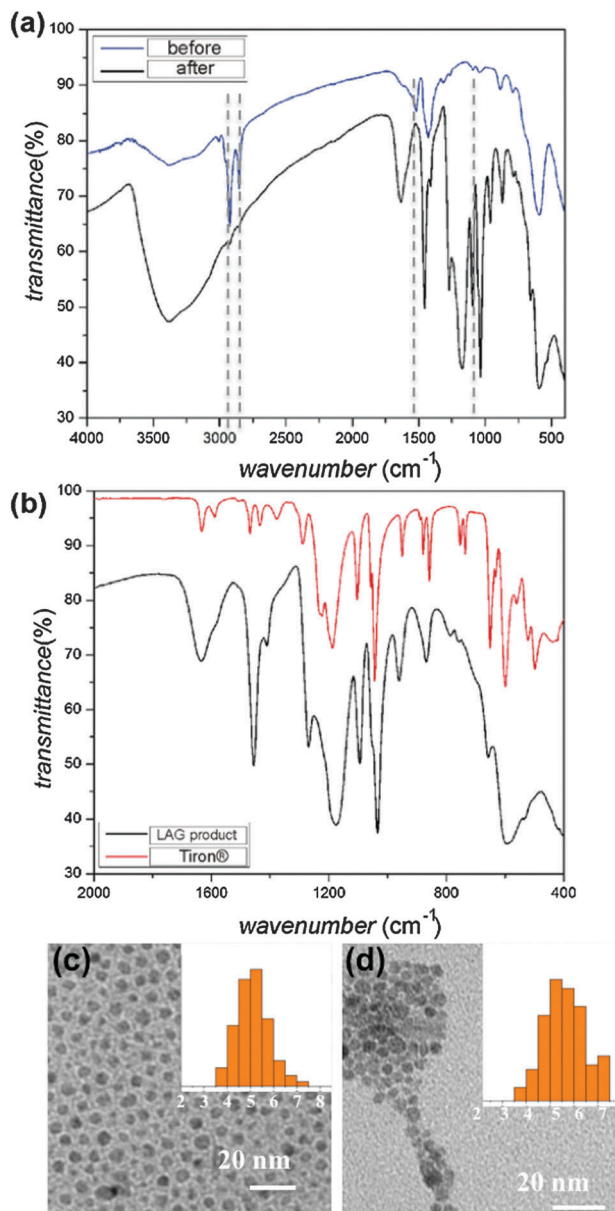 (a)
before
after
100
90
80
70
60
50
40
30
transmittance(%)
4000 3500 3000 2500 2000 1500 1000 500
wavenumber (cm⁻¹)
(b)
100
90
80
70
60
50
40
30
transmittance(%)
LAG product
Tiron®
2000 1600 1200 800 400
wavenumber (cm⁻¹)
(c)
2 3 4 5 6 7 8
20 nm
(d)
2 3 4 5 6 7
20 nm